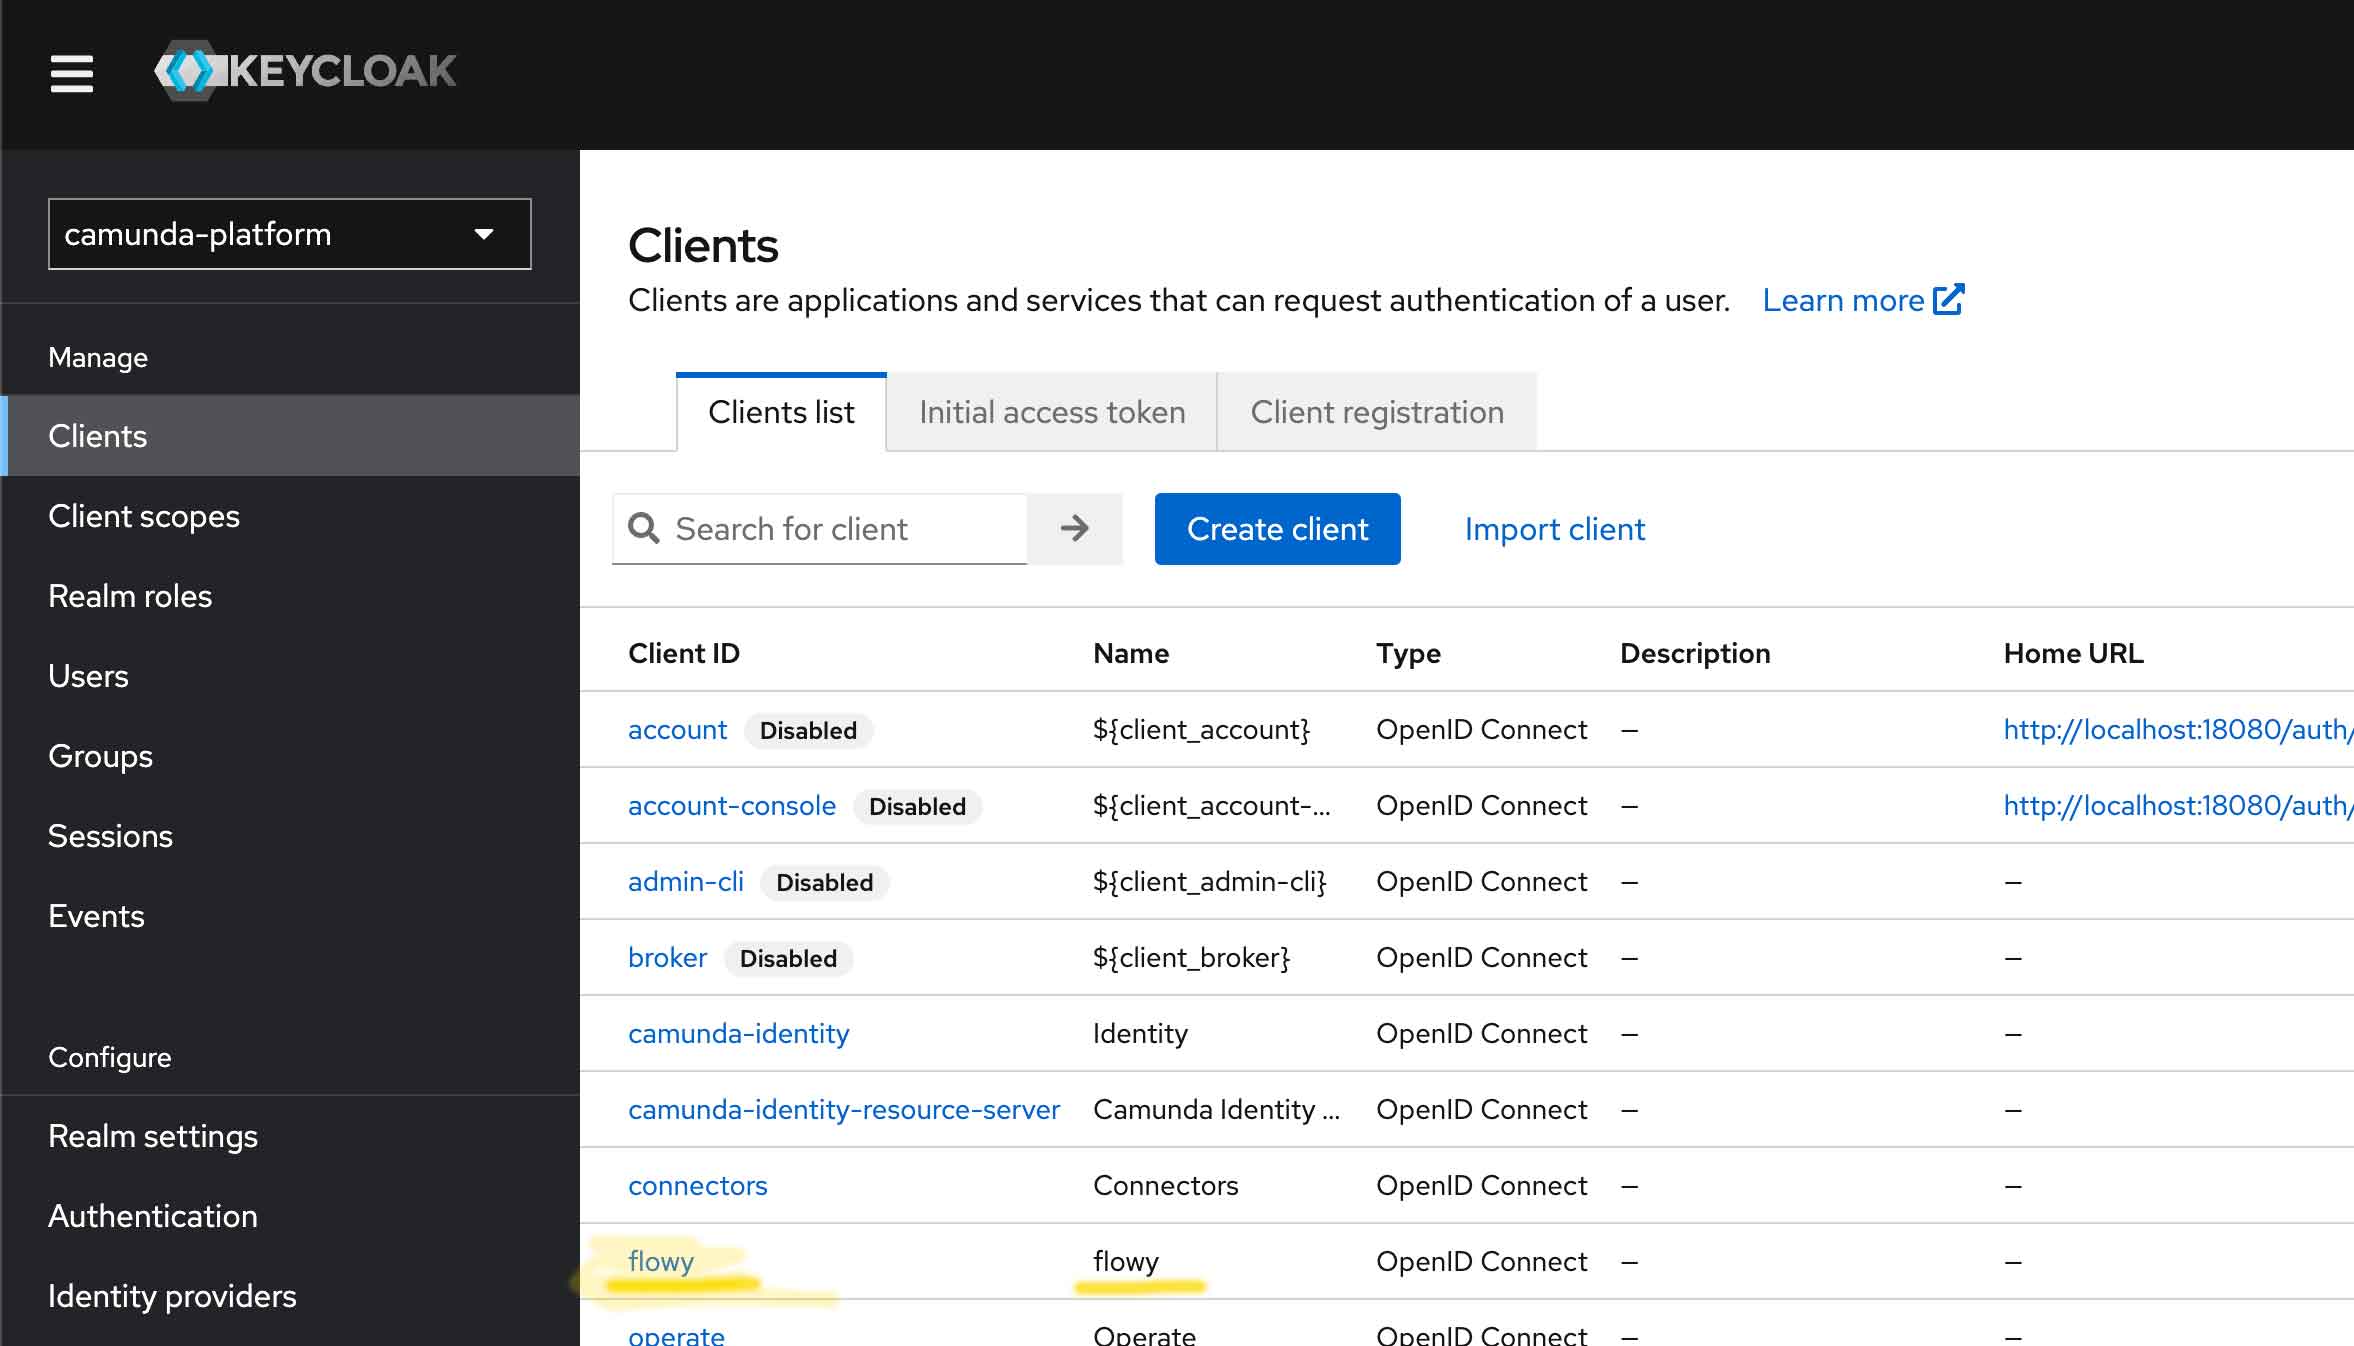 KEYCLOAK
camunda-platform
Manage
Clients
Client scopes
Realm roles
Users
Groups
Sessions
Events
Configure
Realm settings
Authentication
Identity providers
Clients
Clients are applications and services that can request authentication of a user. Learn more
Clients list Initial access token Client registration
Search for client Create client Import client
Client ID Name Type Description Home URL
account Disabled ${client_account} OpenID Connect – http://localhost:18080/auth/
account-console Disabled ${client_account-... OpenID Connect – http://localhost:18080/auth/
admin-cli Disabled ${client_admin-cli} OpenID Connect – –
broker Disabled ${client_broker} OpenID Connect – –
camunda-identity Identity OpenID Connect – –
camunda-identity-resource-server Camunda Identity ... OpenID Connect – –
connectors Connectors OpenID Connect – –
flowy flowy OpenID Connect – –
operate Operate OpenID Connect – –